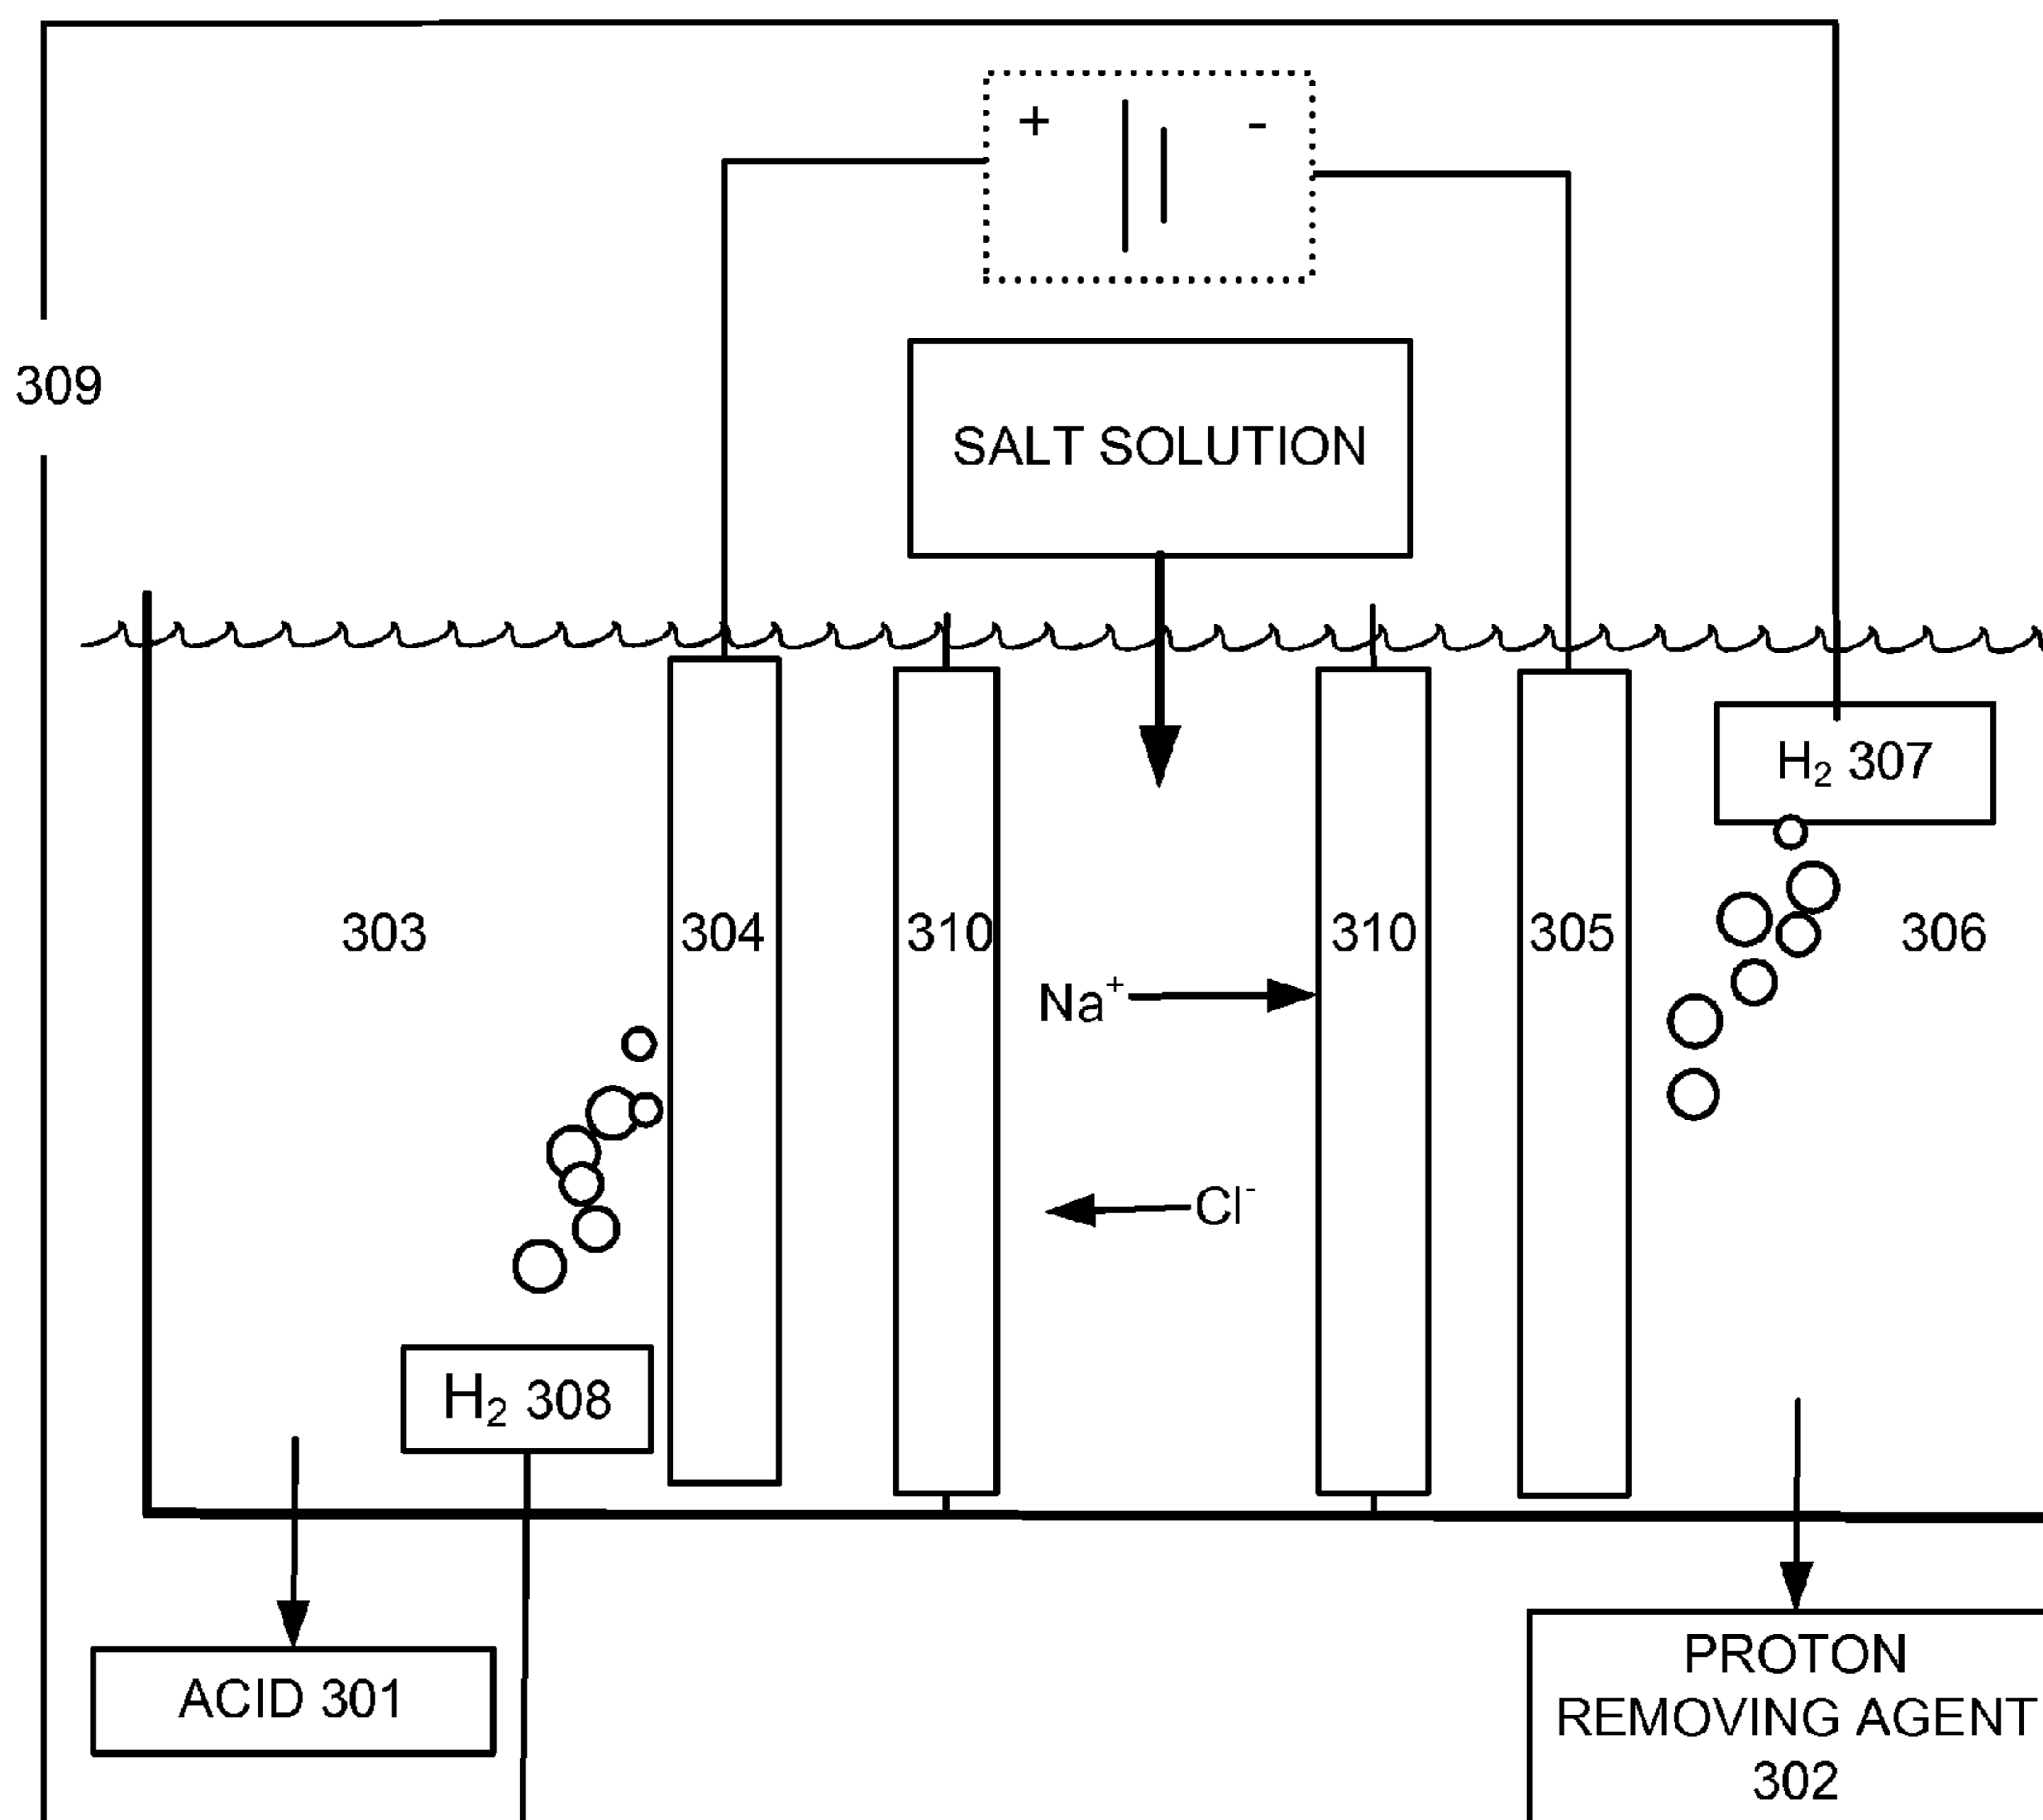 + -
309
SALT SOLUTION
H₂ 307
303 304 310 310 305 306
Na⁺
Cl⁻
H₂ 308
ACID 301
PROTON
REMOVING AGENT
302